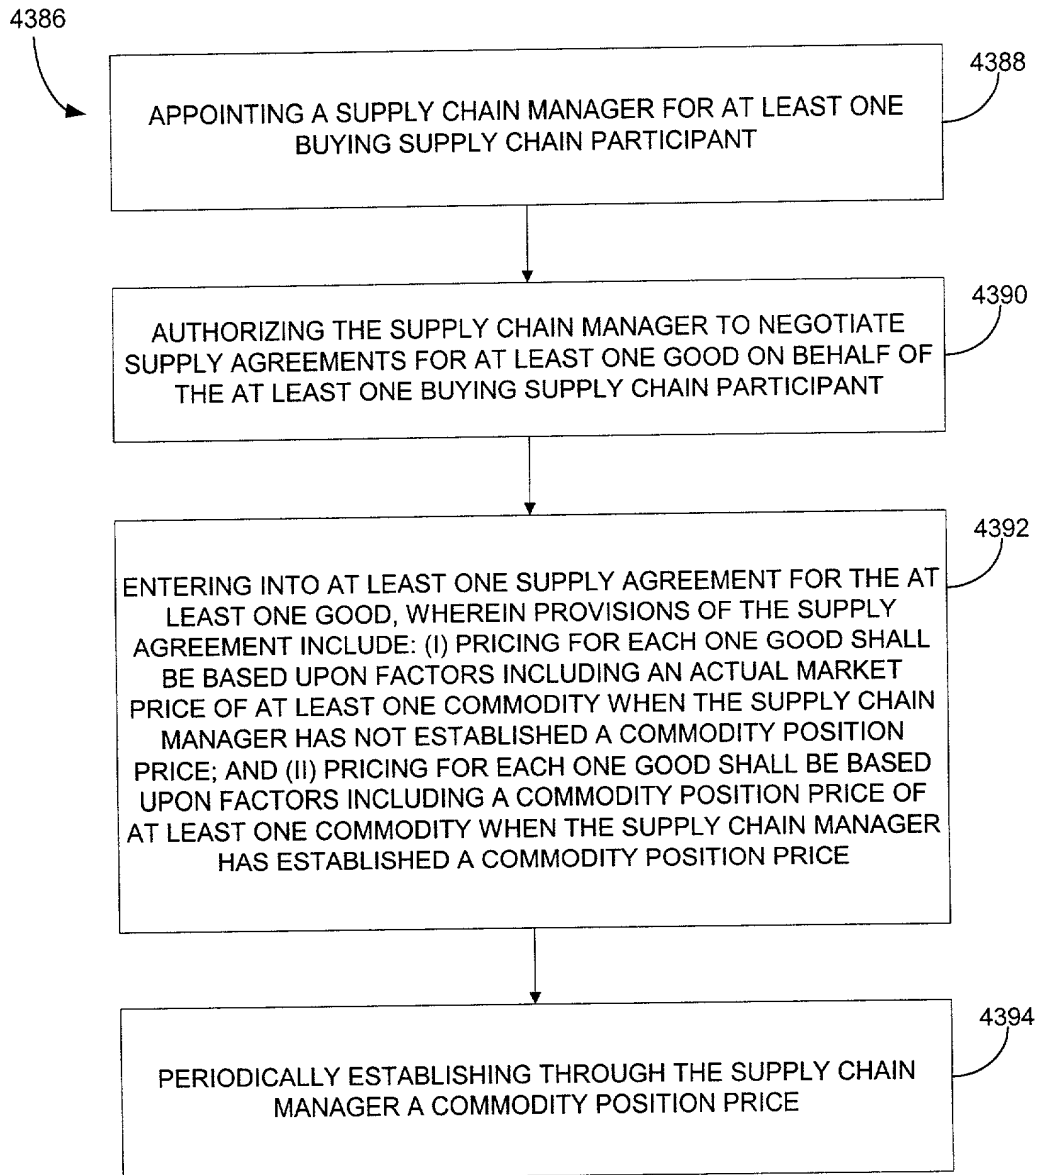 4386
4388
APPOINTING A SUPPLY CHAIN MANAGER FOR AT LEAST ONE
BUYING SUPPLY CHAIN PARTICIPANT
4390
AUTHORIZING THE SUPPLY CHAIN MANAGER TO NEGOTIATE
SUPPLY AGREEMENTS FOR AT LEAST ONE GOOD ON BEHALF OF
THE AT LEAST ONE BUYING SUPPLY CHAIN PARTICIPANT
4392
ENTERING INTO AT LEAST ONE SUPPLY AGREEMENT FOR THE AT
LEAST ONE GOOD, WHEREIN PROVISIONS OF THE SUPPLY
AGREEMENT INCLUDE: (I) PRICING FOR EACH ONE GOOD SHALL
BE BASED UPON FACTORS INCLUDING AN ACTUAL MARKET
PRICE OF AT LEAST ONE COMMODITY WHEN THE SUPPLY CHAIN
MANAGER HAS NOT ESTABLISHED A COMMODITY POSITION
PRICE; AND (II) PRICING FOR EACH ONE GOOD SHALL BE BASED
UPON FACTORS INCLUDING A COMMODITY POSITION PRICE OF
AT LEAST ONE COMMODITY WHEN THE SUPPLY CHAIN MANAGER
HAS ESTABLISHED A COMMODITY POSITION PRICE
4394
PERIODICALLY ESTABLISHING THROUGH THE SUPPLY CHAIN
MANAGER A COMMODITY POSITION PRICE